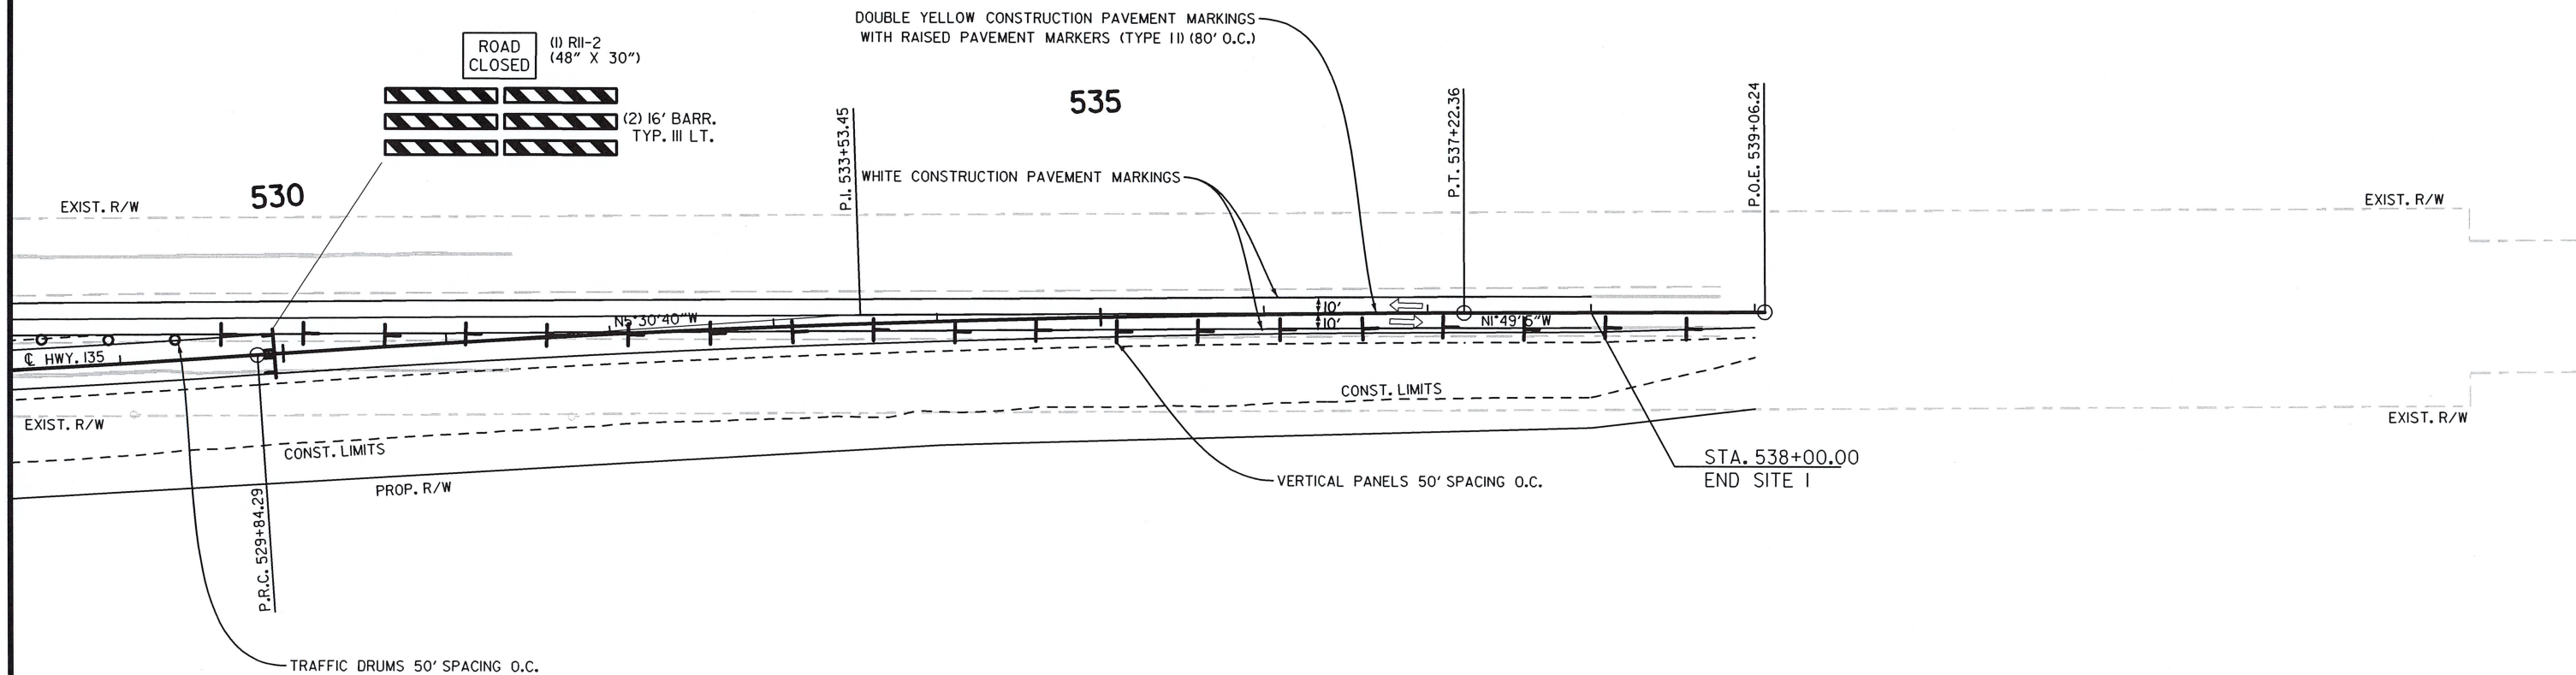 DOUBLE YELLOW CONSTRUCTION PAVEMENT MARKINGS
WITH RAISED PAVEMENT MARKERS (TYPE II) (80' O.C.)
ROAD
CLOSED
(1) R11-2
(48" X 30")
(2) 16' BARR.
TYP. III LT.
530
535
EXIST. R/W
P.I. 533+53.45
WHITE CONSTRUCTION PAVEMENT MARKINGS
P.T. 537+22.36
P.O.E. 539+06.24
EXIST. R/W
10'
10'
N5°30'40"W
℄ HWY. 135
CONST. LIMITS
EXIST. R/W
CONST. LIMITS
EXIST. R/W
STA. 538+00.00
END SITE 1
PROP. R/W
VERTICAL PANELS 50' SPACING O.C.
P.R.C. 529+84.29
TRAFFIC DRUMS 50' SPACING O.C.